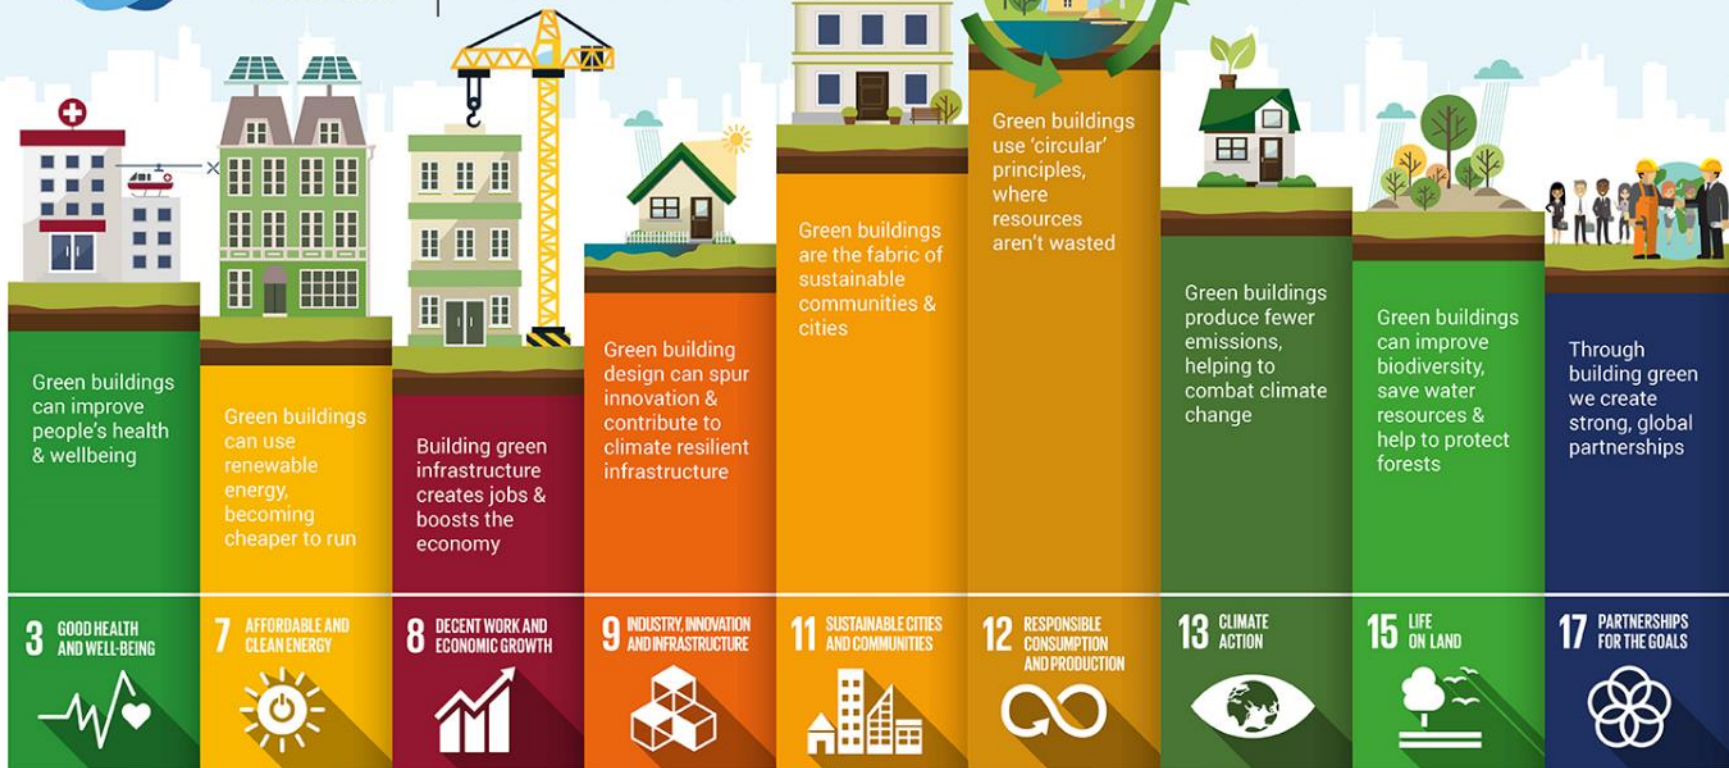 Green buildings
can improve
people's health
& wellbeing
Green buildings
can use
renewable
energy,
becoming
cheaper to run
Building green
infrastructure
creates jobs &
boosts the
economy
Green building
design can spur
innovation &
contribute to
climate resilient
infrastructure
Green buildings
are the fabric of
sustainable
communities &
cities
Green buildings
use ‘circular’
principles,
where
resources
aren't wasted
Green buildings
produce fewer
emissions,
helping to
combat climate
change
Green buildings
can improve
biodiversity,
save water
resources &
help to protect
forests
Through
building green
we create
strong, global
partnerships
3 GOOD HEALTH
AND WELL-BEING
7 AFFORDABLE AND
CLEAN ENERGY
8 DECENT WORK AND
ECONOMIC GROWTH
9 INDUSTRY, INNOVATION
AND INFRASTRUCTURE
11 SUSTAINABLE CITIES
AND COMMUNITIES
12 RESPONSIBLE
CONSUMPTION
AND PRODUCTION
13 CLIMATE
ACTION
15 LIFE
ON LAND
17 PARTNERSHIPS
FOR THE GOALS